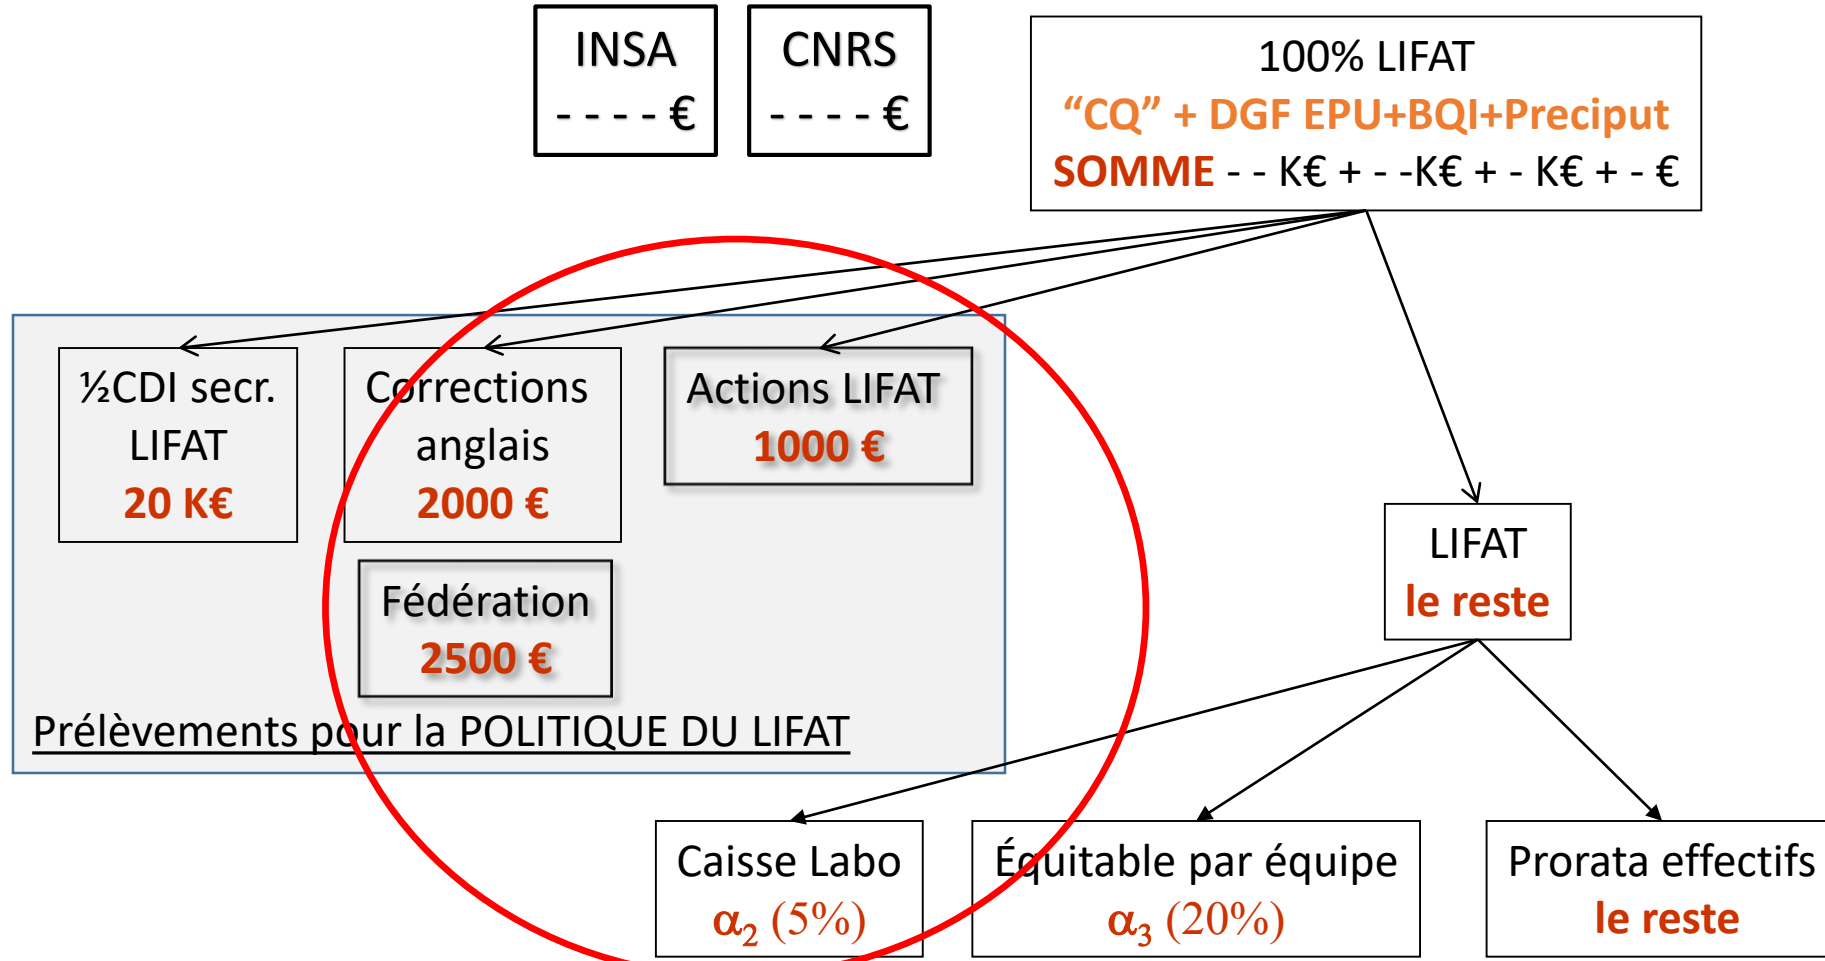 INSA
- - - - €
CNRS
- - - - €
100% LIFAT
“CQ” + DGF EPU+BQI+Preciput
SOMME - - K€ + - -K€ + - K€ + - €
½CDI secr.
LIFAT
20 K€
Corrections
anglais
2000 €
Actions LIFAT
1000 €
Fédération
2500 €
Prélèvements pour la POLITIQUE DU LIFAT
LIFAT
le reste
Caisse Labo
α₂ (5%)
Équitable par équipe
α₃ (20%)
Prorata effectifs
le reste